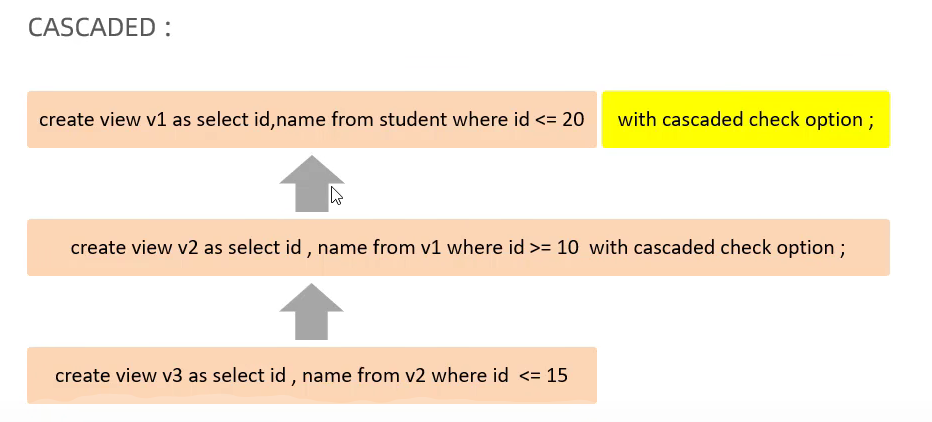 CASCADED :
create view v1 as select id,name from student where id <= 20 with cascaded check option ;
create view v2 as select id , name from v1 where id >= 10 with cascaded check option ;
create view v3 as select id , name from v2 where id <= 15